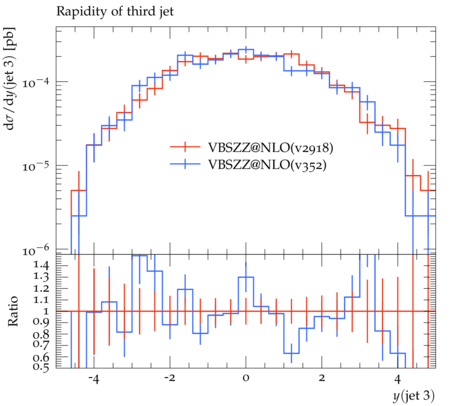 Rapidity of third jet
dσ/dy(jet 3) [pb]
10⁻⁴
VBSZZ@NLO(v2918)
VBSZZ@NLO(v352)
10⁻⁵
10⁻⁶
Ratio
1.4
1.3
1.2
1.1
1
0.9
0.8
0.7
0.6
0.5
-4 -2 0 2 4
y(jet 3)